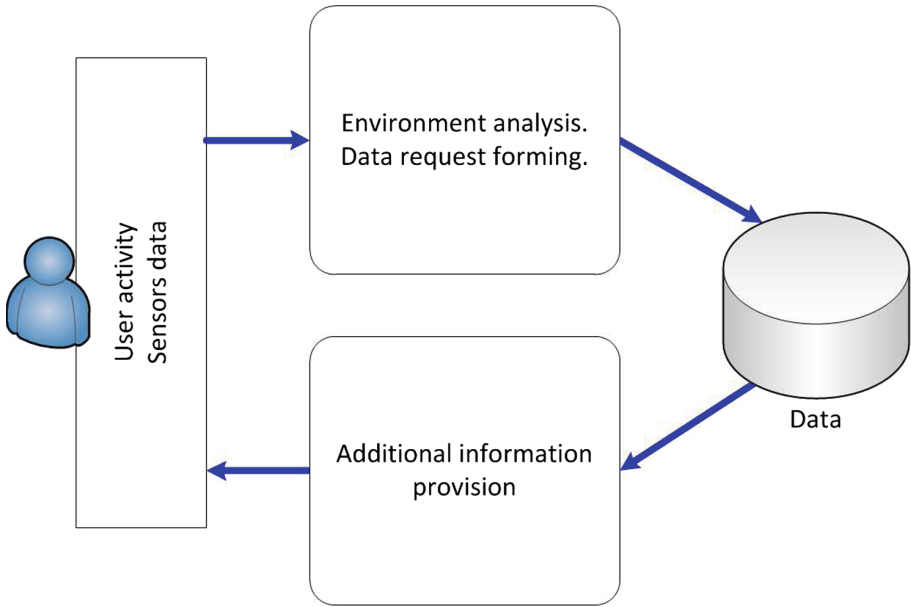 User activity
Sensors data
Environment analysis.
Data request forming.
Data
Additional information
provision